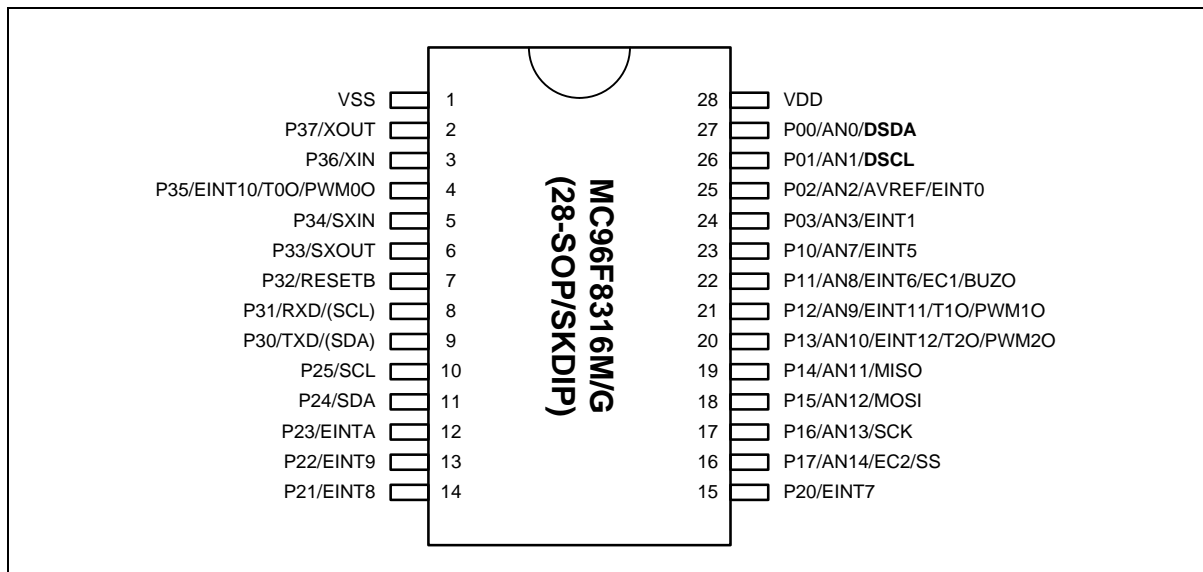 VSS 1 28 VDD
P37/XOUT 2 27 P00/AN0/DSDA
P36/XIN 3 26 P01/AN1/DSCL
P35/EINT10/T0O/PWM0O 4 25 P02/AN2/AVREF/EINT0
P34/SXIN 5 24 P03/AN3/EINT1
P33/SXOUT 6 23 P10/AN7/EINT5
P32/RESETB 7 22 P11/AN8/EINT6/EC1/BUZO
P31/RXD/(SCL) 8 21 P12/AN9/EINT11/T1O/PWM1O
P30/TXD/(SDA) 9 20 P13/AN10/EINT12/T2O/PWM2O
P25/SCL 10 19 P14/AN11/MISO
P24/SDA 11 18 P15/AN12/MOSI
P23/EINTA 12 17 P16/AN13/SCK
P22/EINT9 13 16 P17/AN14/EC2/SS
P21/EINT8 14 15 P20/EINT7
MC96F8316M/G
(28-SOP/SKDIP)